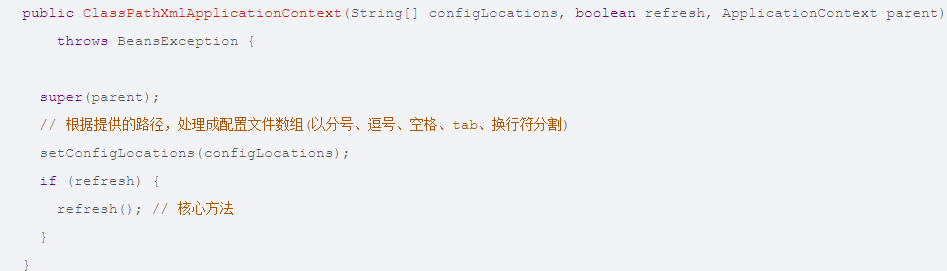 public ClassPathXmlApplicationContext(String[] configLocations, boolean refresh, ApplicationContext parent)
throws BeansException {
super(parent);
// 根据提供的路径，处理成配置文件数组(以分号、逗号、空格、tab、换行符分割)
setConfigLocations(configLocations);
if (refresh) {
refresh(); // 核心方法
}
}